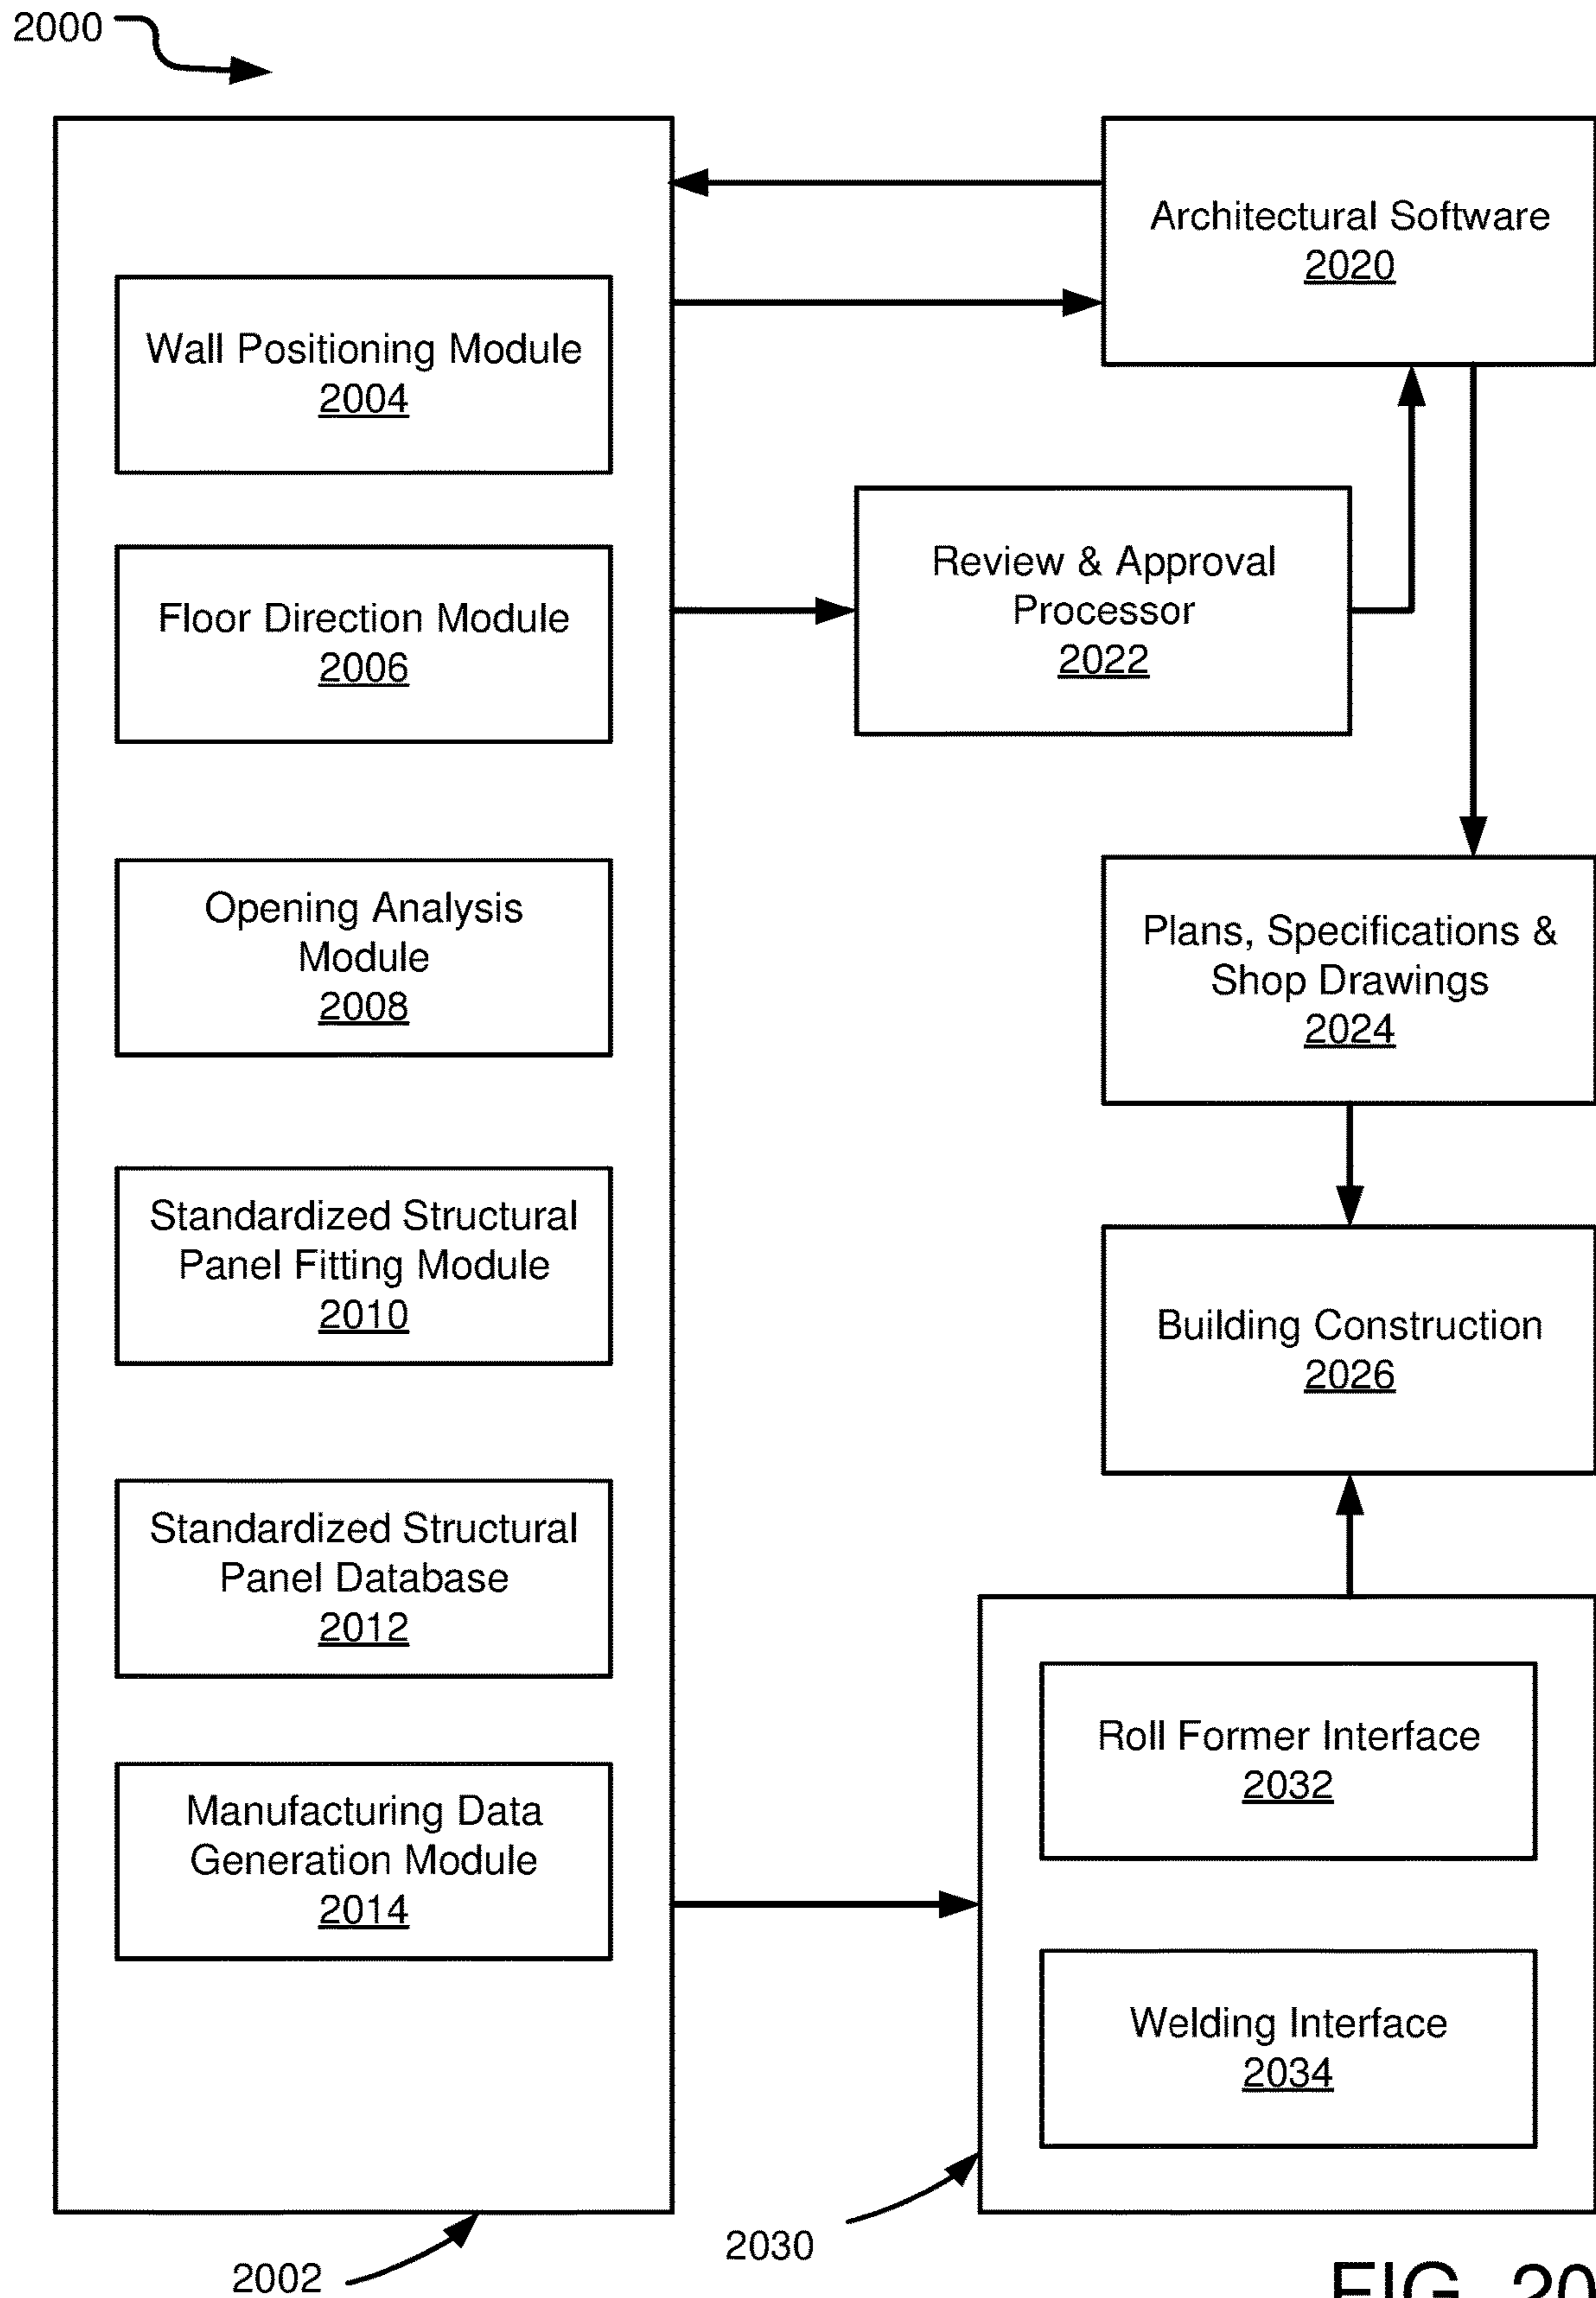 2000
Wall Positioning Module
2004
Floor Direction Module
2006
Opening Analysis
Module
2008
Standardized Structural
Panel Fitting Module
2010
Standardized Structural
Panel Database
2012
Manufacturing Data
Generation Module
2014
2002
Architectural Software
2020
Review & Approval
Processor
2022
Plans, Specifications &
Shop Drawings
2024
Building Construction
2026
Roll Former Interface
2032
Welding Interface
2034
2030
FIG. 20